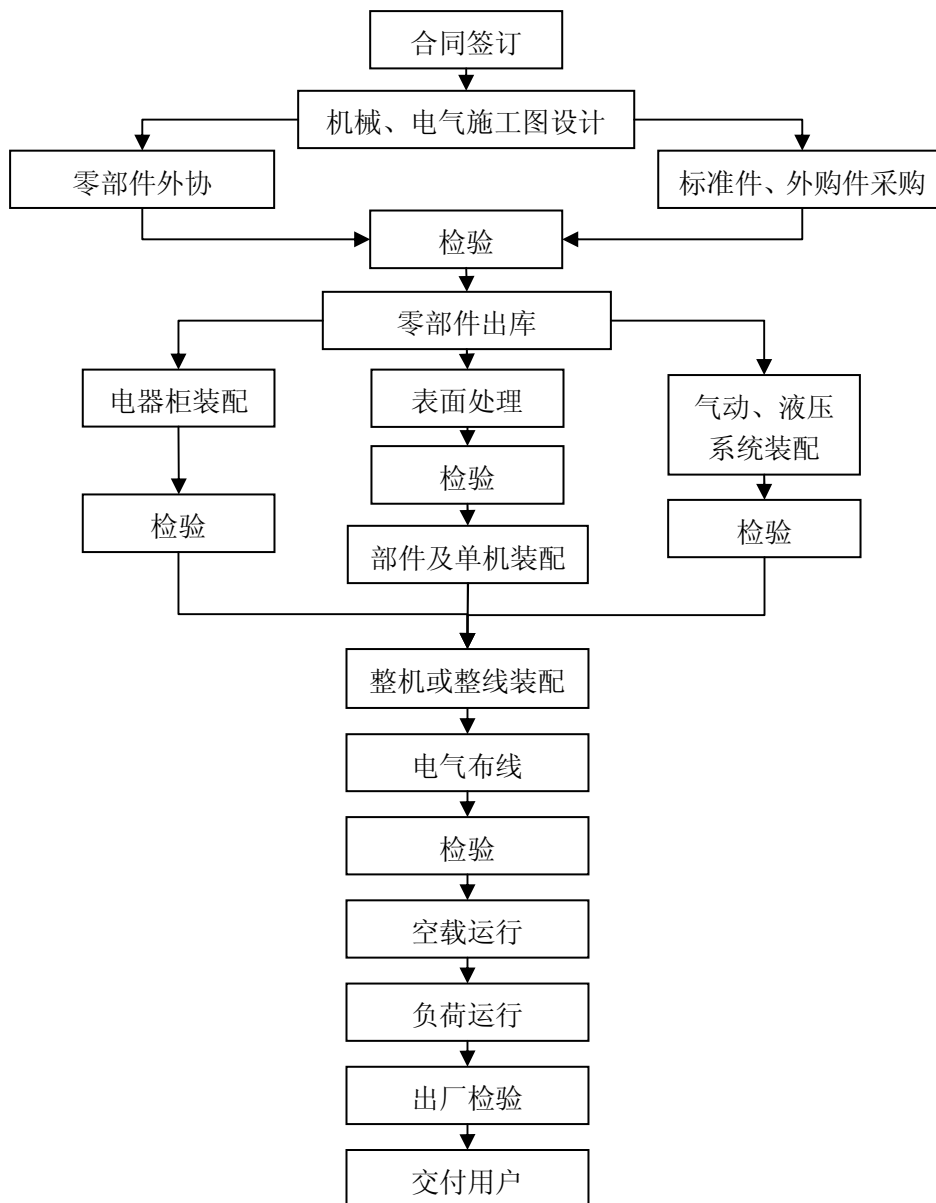 合同签订
机械、电气施工图设计
零部件外协
标准件、外购件采购
检验
零部件出库
电器柜装配
表面处理
气动、液压
系统装配
检验
检验
检验
部件及单机装配
整机或整线装配
电气布线
检验
空载运行
负荷运行
出厂检验
交付用户